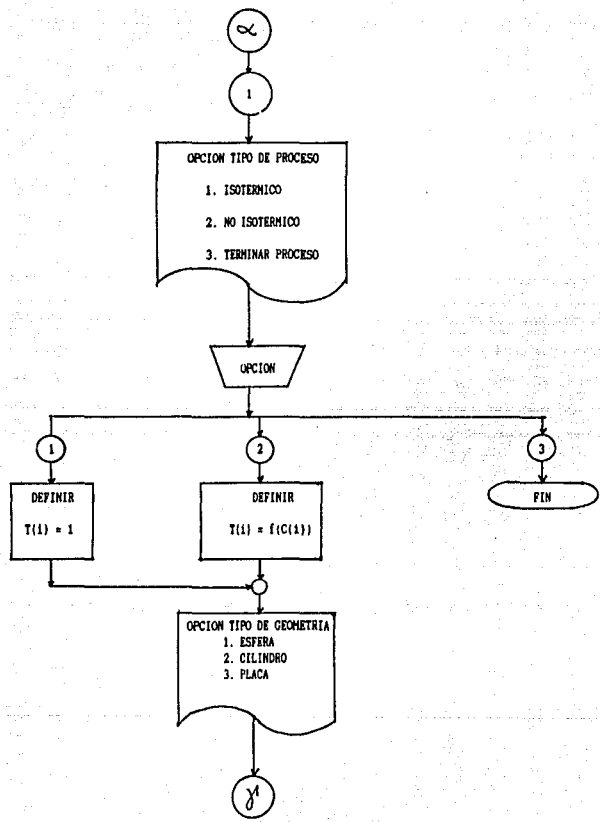 α
1
OPCION TIPO DE PROCESO
1. ISOTERMICO
2. NO ISOTERMICO
3. TERMINAR PROCESO
OPCION
1
2
3
DEFINIR
T(i) = 1
DEFINIR
T(i) = f(C(i))
FIN
OPCION TIPO DE GEOMETRIA
1. ESFERA
2. CILINDRO
3. PLACA